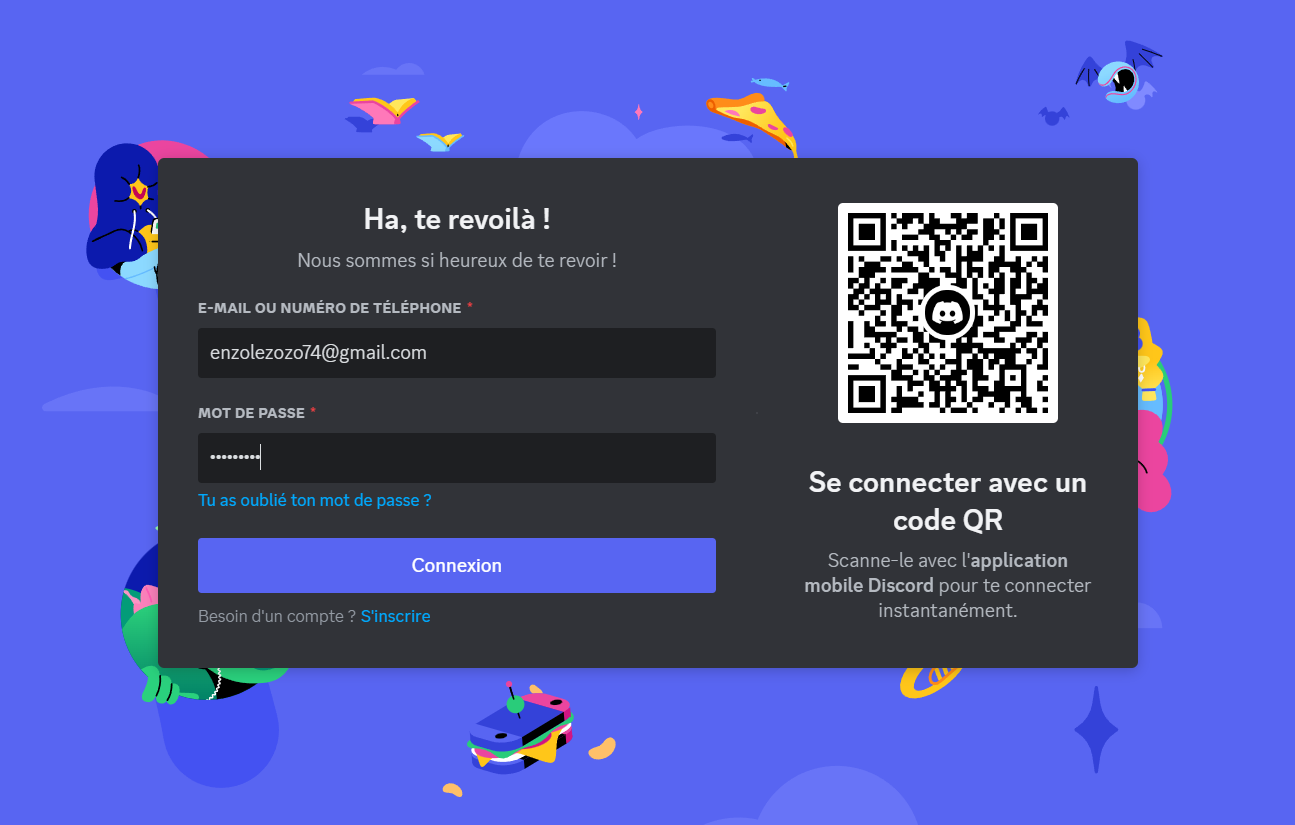 Ha, te revoilà !
Nous sommes si heureux de te revoir !
E-MAIL OU NUMÉRO DE TÉLÉPHONE *
enzolezozo74@gmail.com
MOT DE PASSE *
•••••••••
Tu as oublié ton mot de passe ?
Connexion
Besoin d'un compte ? S'inscrire
Se connecter avec un
code QR
Scanne-le avec l'application
mobile Discord pour te connecter
instantanément.